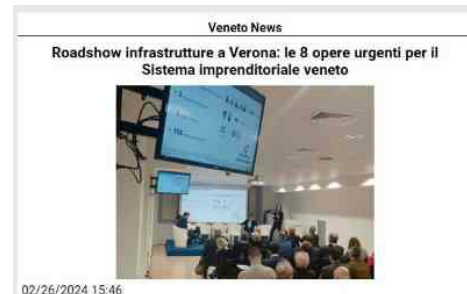 Veneto News
Roadshow infrastrutture a Verona: le 8 opere urgenti per il
Sistema imprenditoriale veneto
02/26/2024 15:46